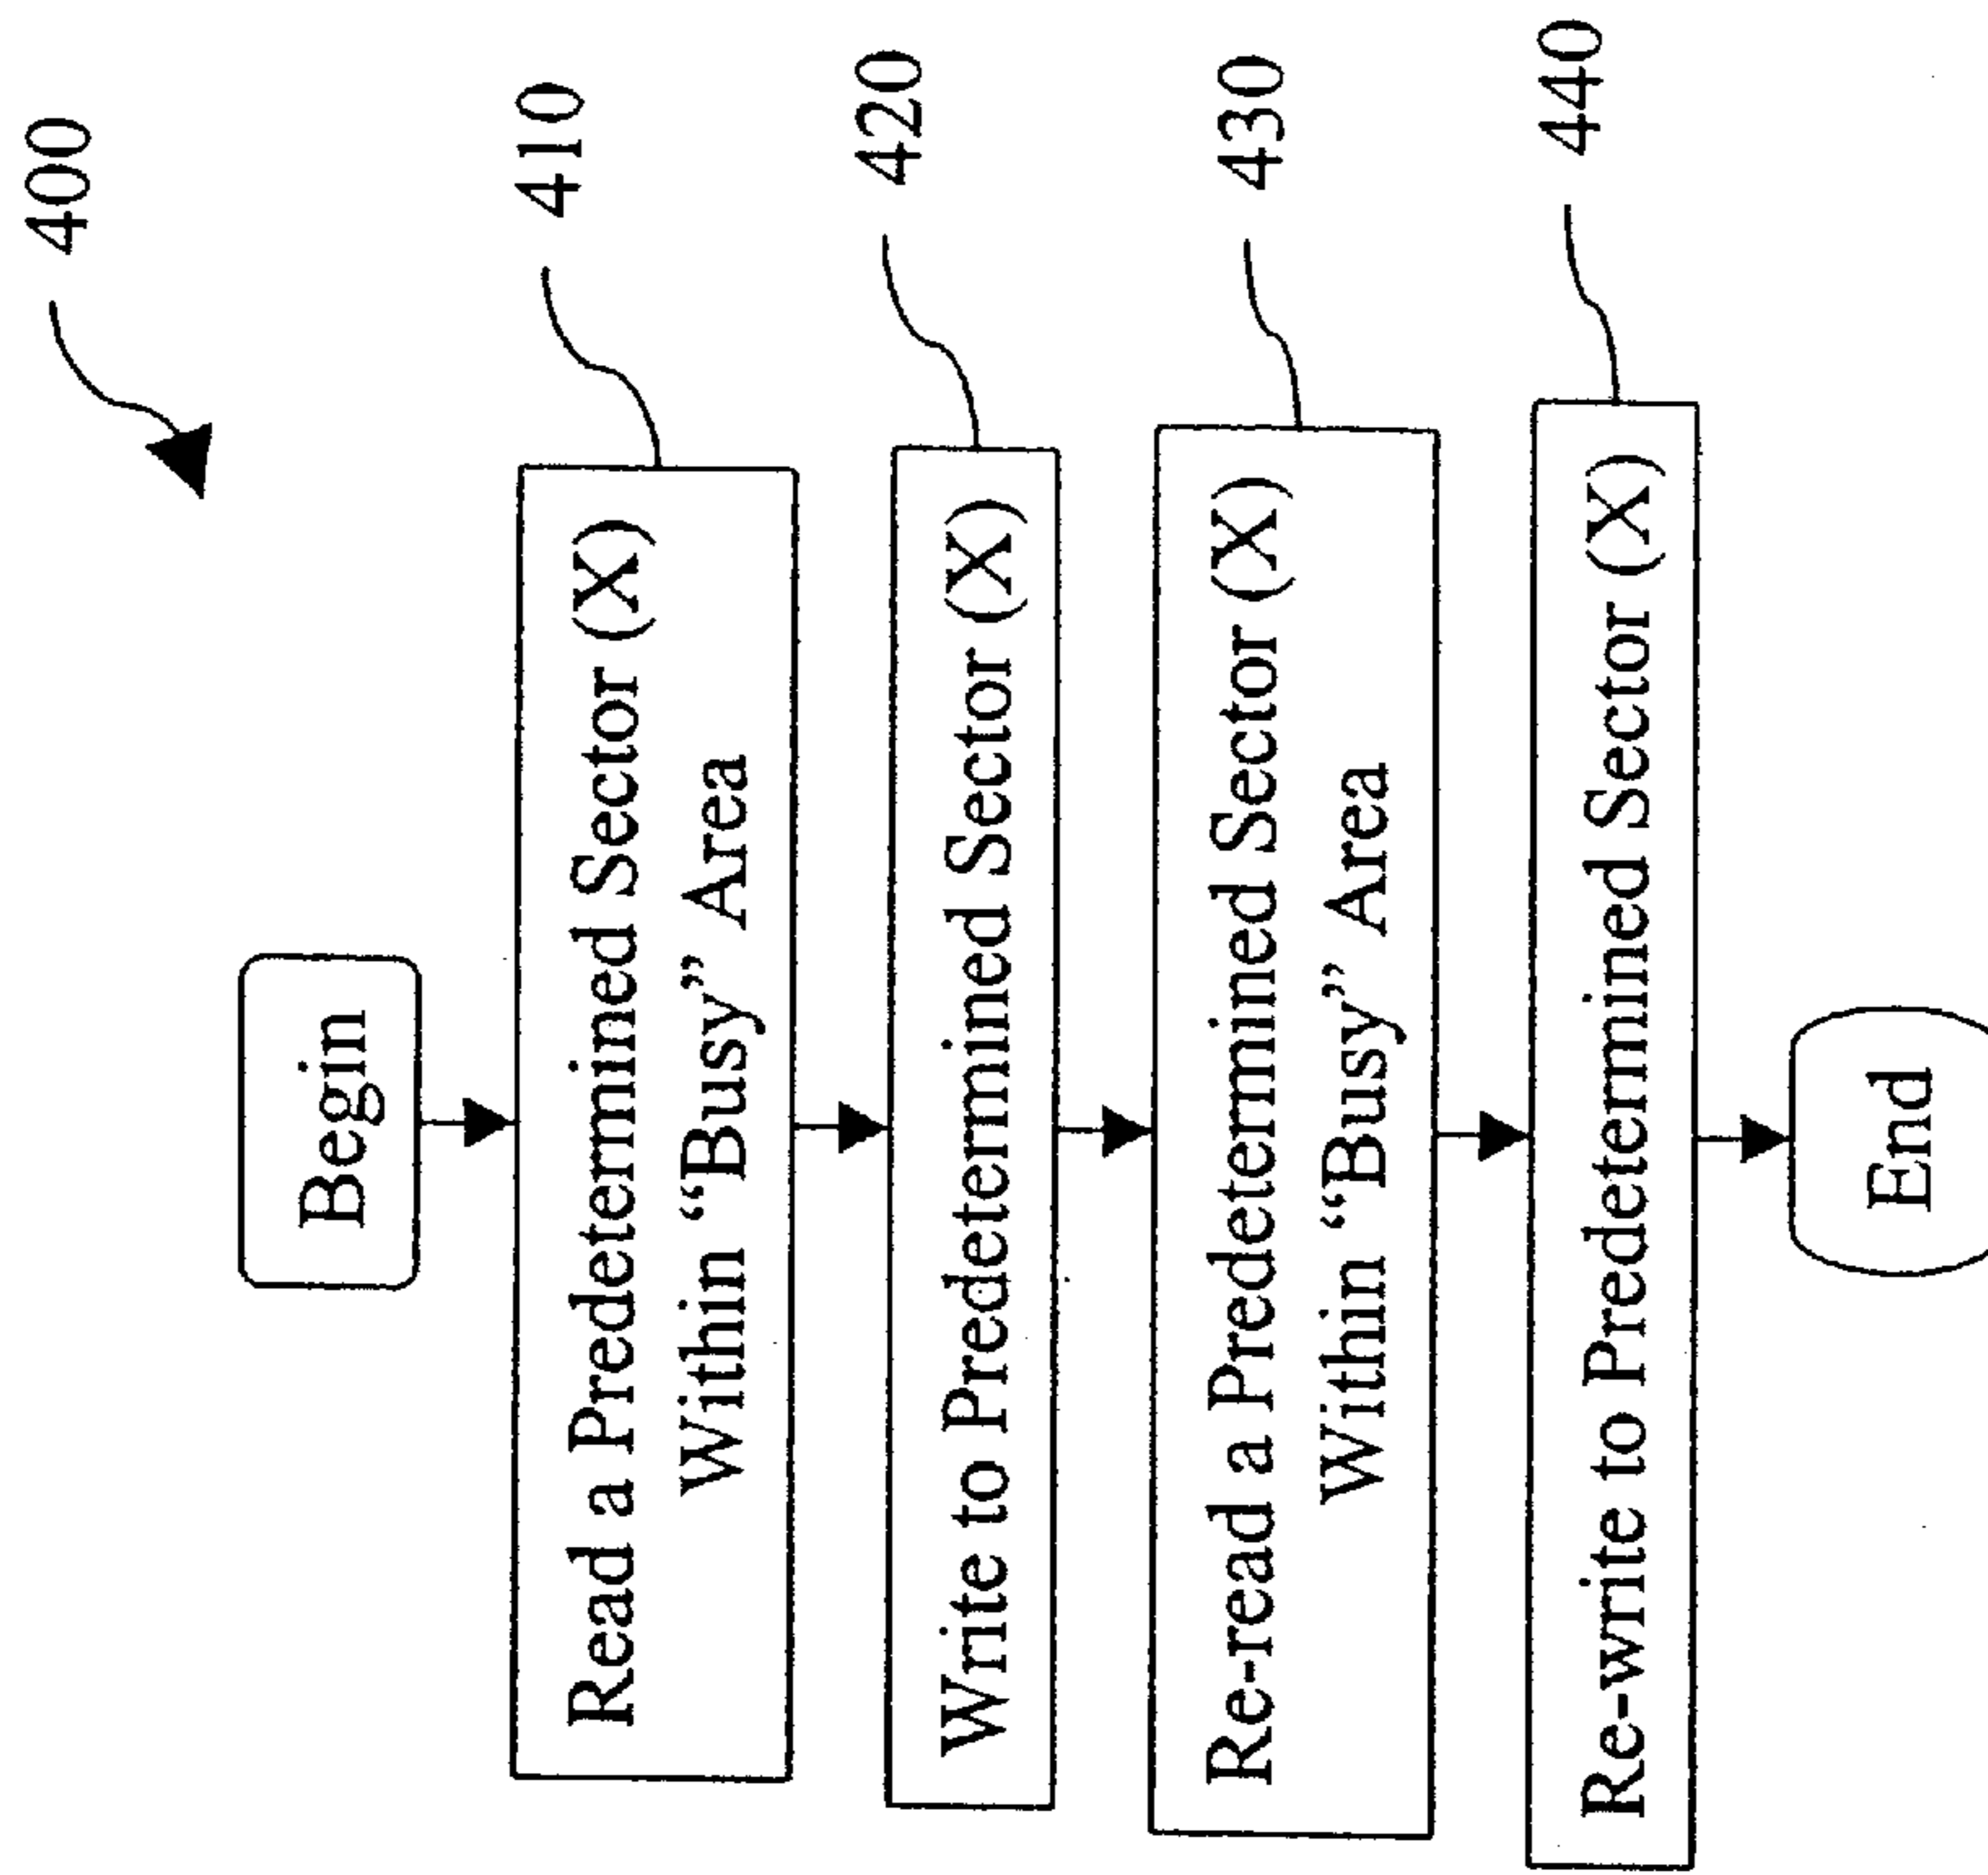 400
Begin
Read a Predetermined Sector (X)
Within “Busy” Area
410
Write to Predetermined Sector (X)
420
Re-read a Predetermined Sector (X)
Within “Busy” Area
430
Re-write to Predetermined Sector (X)
440
End